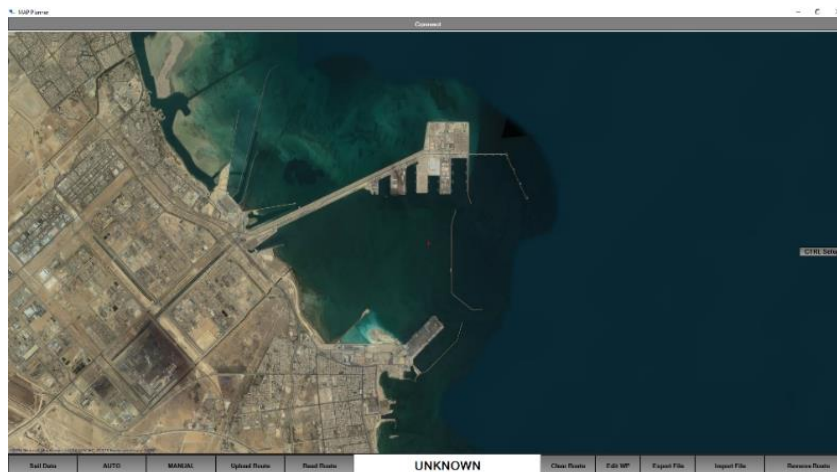 MAP Planner
Connect
CTRL Setup
Sail Data AUTO MANUAL Upload Route Read Route UNKNOWN Clear Route Edit WP Export File Import File Remove Route